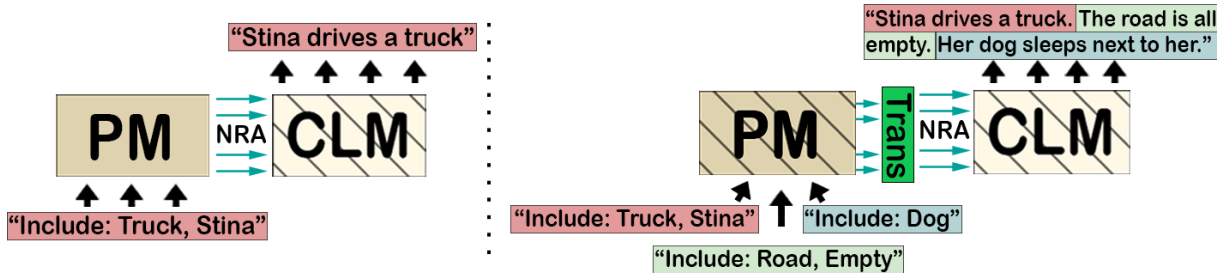 “Stina drives a truck”
PM
NRA
CLM
“Include: Truck, Stina”
“Stina drives a truck. The road is all
empty. Her dog sleeps next to her.”
PM
Trans
NRA
CLM
“Include: Truck, Stina”
“Include: Dog”
“Include: Road, Empty”